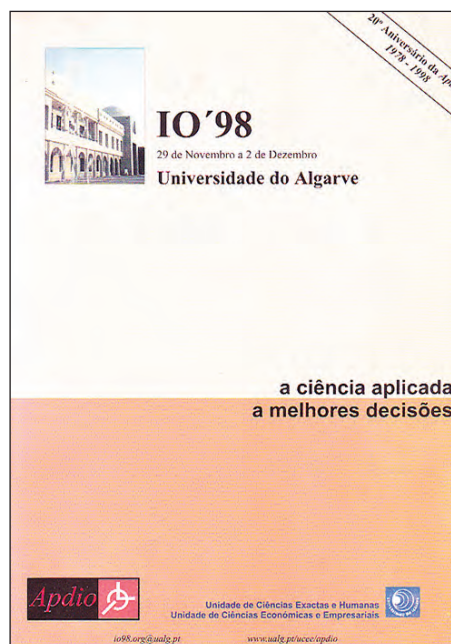 20º Aniversário da Apdio
1978 - 1998
IO´98
29 de Novembro a 2 de Dezembro
Universidade do Algarve
a ciência aplicada
a melhores decisões
Apdio
Unidade de Ciências Exactas e Humanas
Unidade de Ciências Económicas e Empresariais
io98.org@ualg.pt www.ualg.pt/ucee/apdio